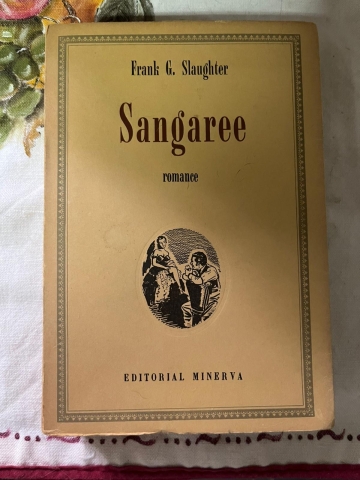 Frank G. Slaughter
Sangaree
romance
EDITORIAL MINERVA